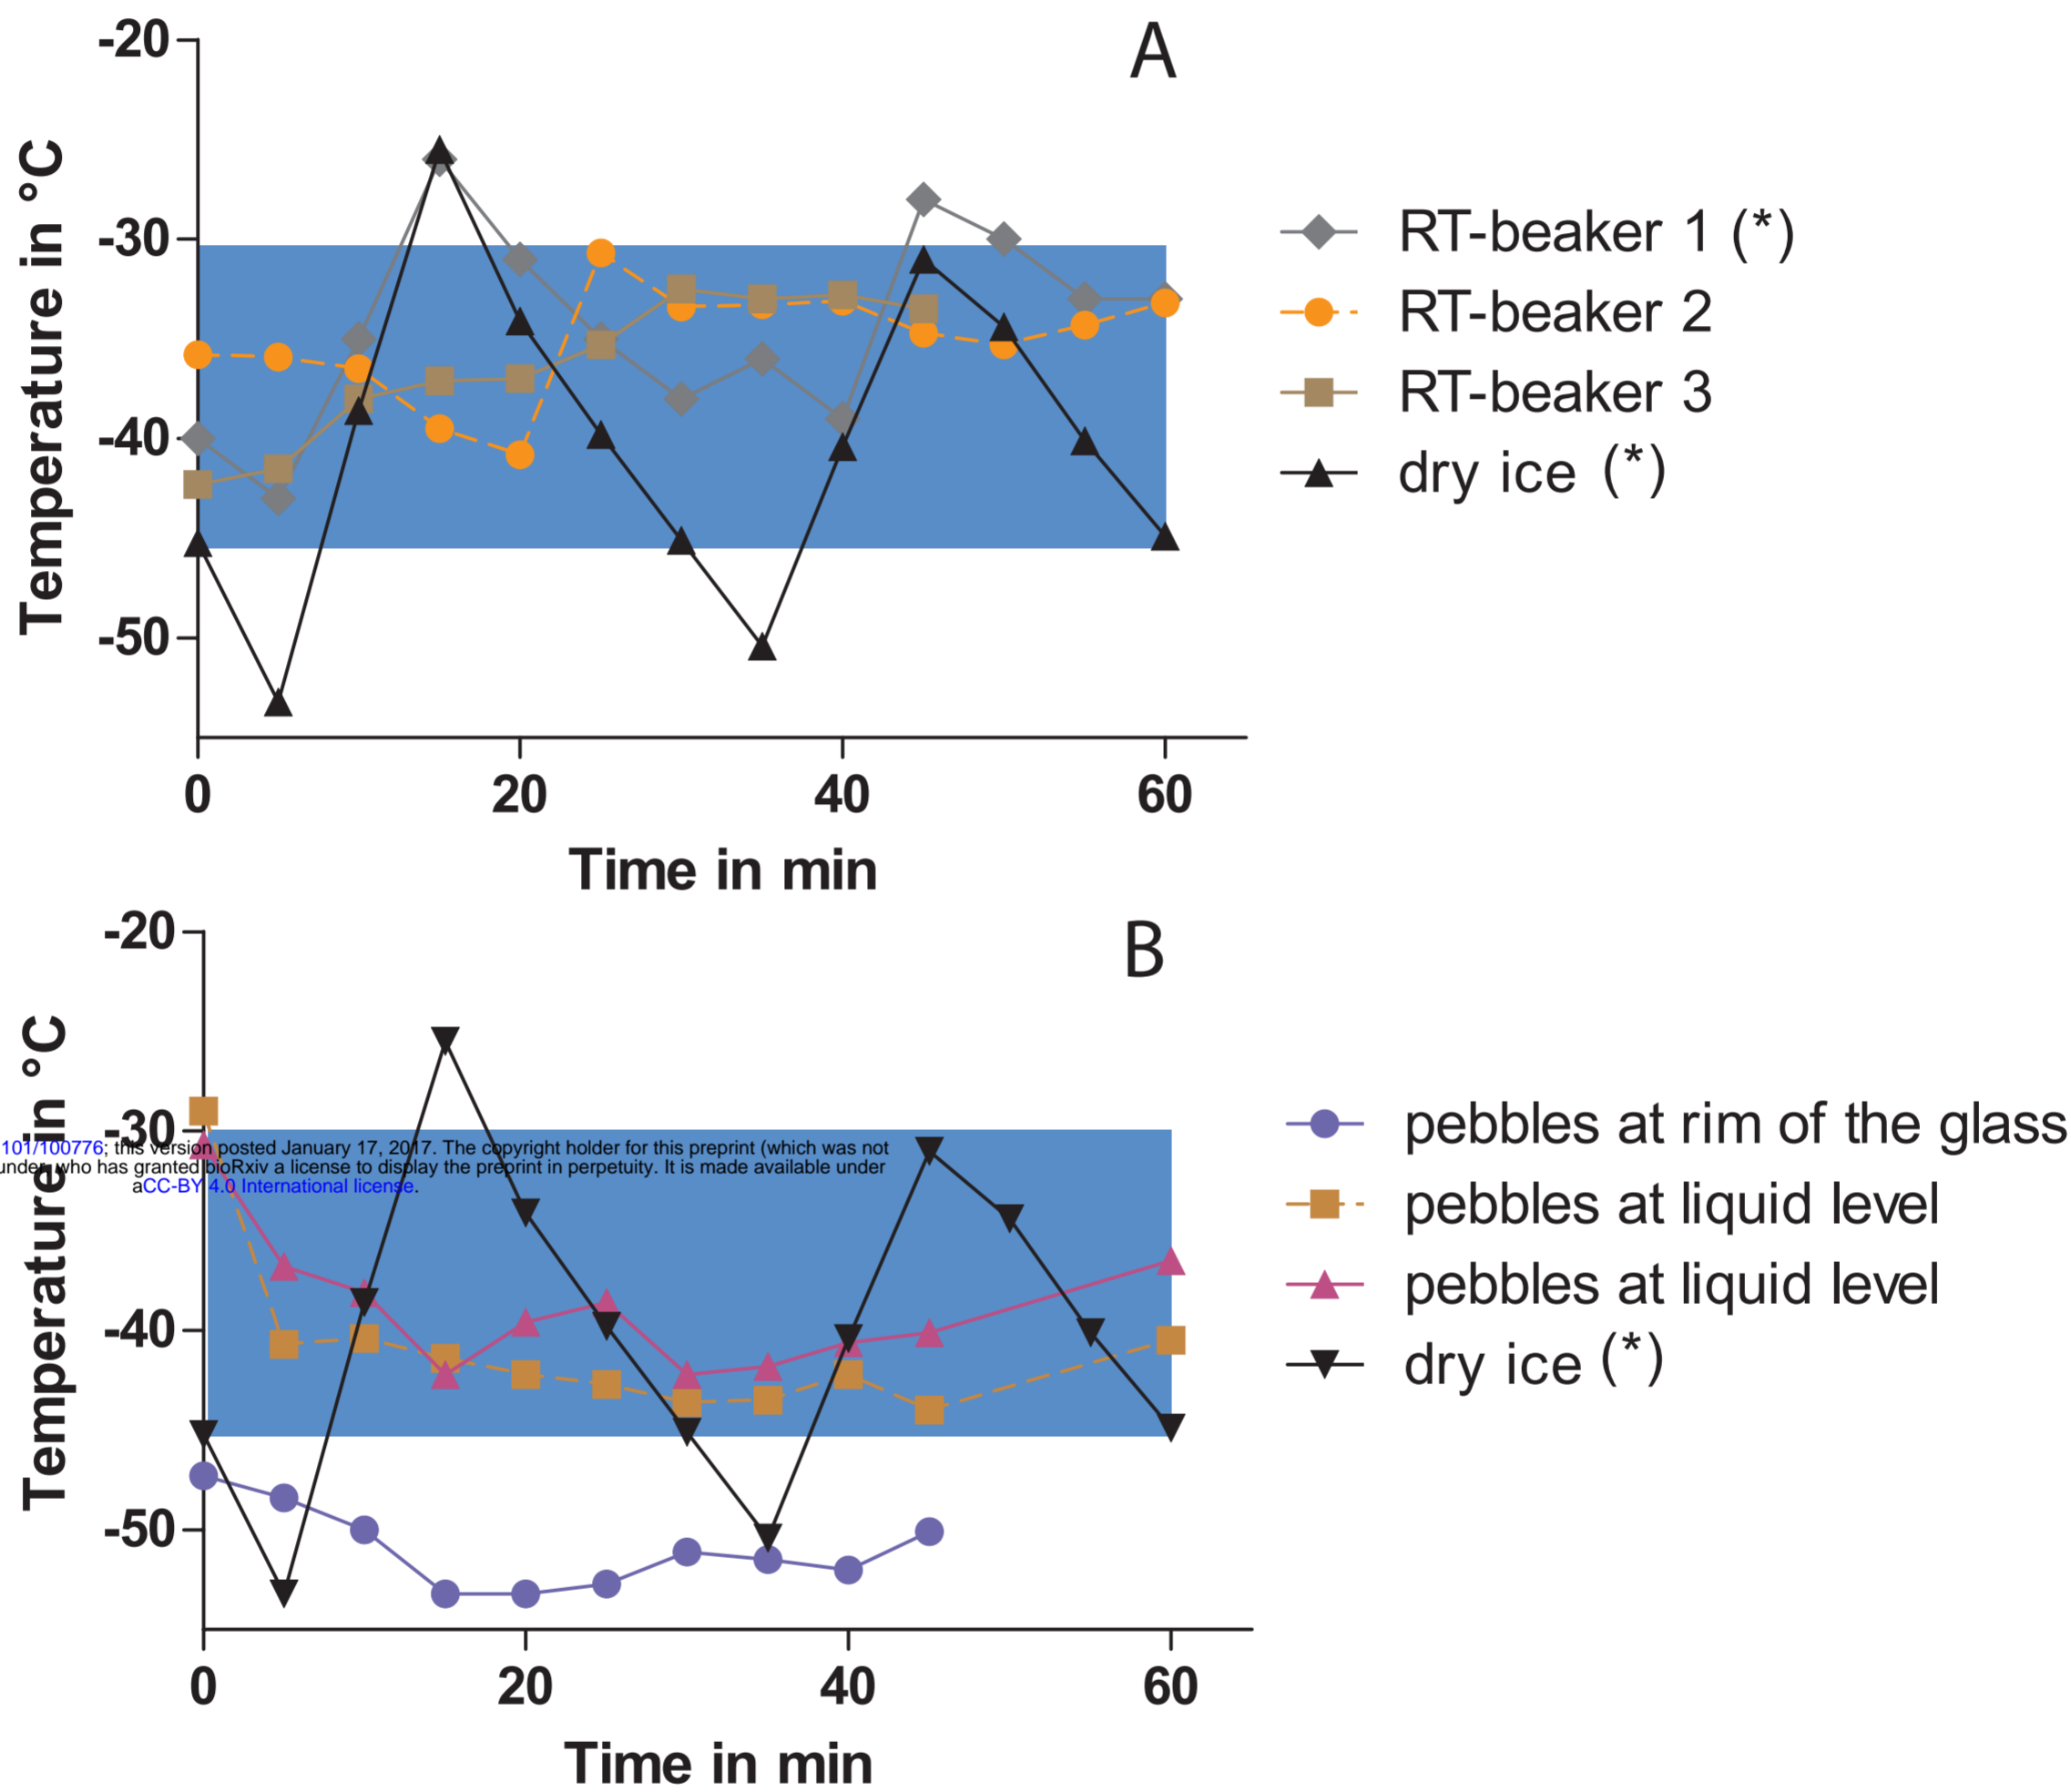 A
-20
-30
-40
-50
Temperature in °C
0 20 40 60
Time in min
RT-beaker 1 (*)
RT-beaker 2
RT-beaker 3
dry ice (*)
B
-20
-30
-40
-50
Temperature in °C
101/100776; this version posted January 17, 2017. The copyright holder for this preprint (which was not
under, who has granted bioRxiv a license to display the preprint in perpetuity. It is made available under
aCC-BY 4.0 International license.
0 20 40 60
Time in min
pebbles at rim of the glass
pebbles at liquid level
pebbles at liquid level
dry ice (*)